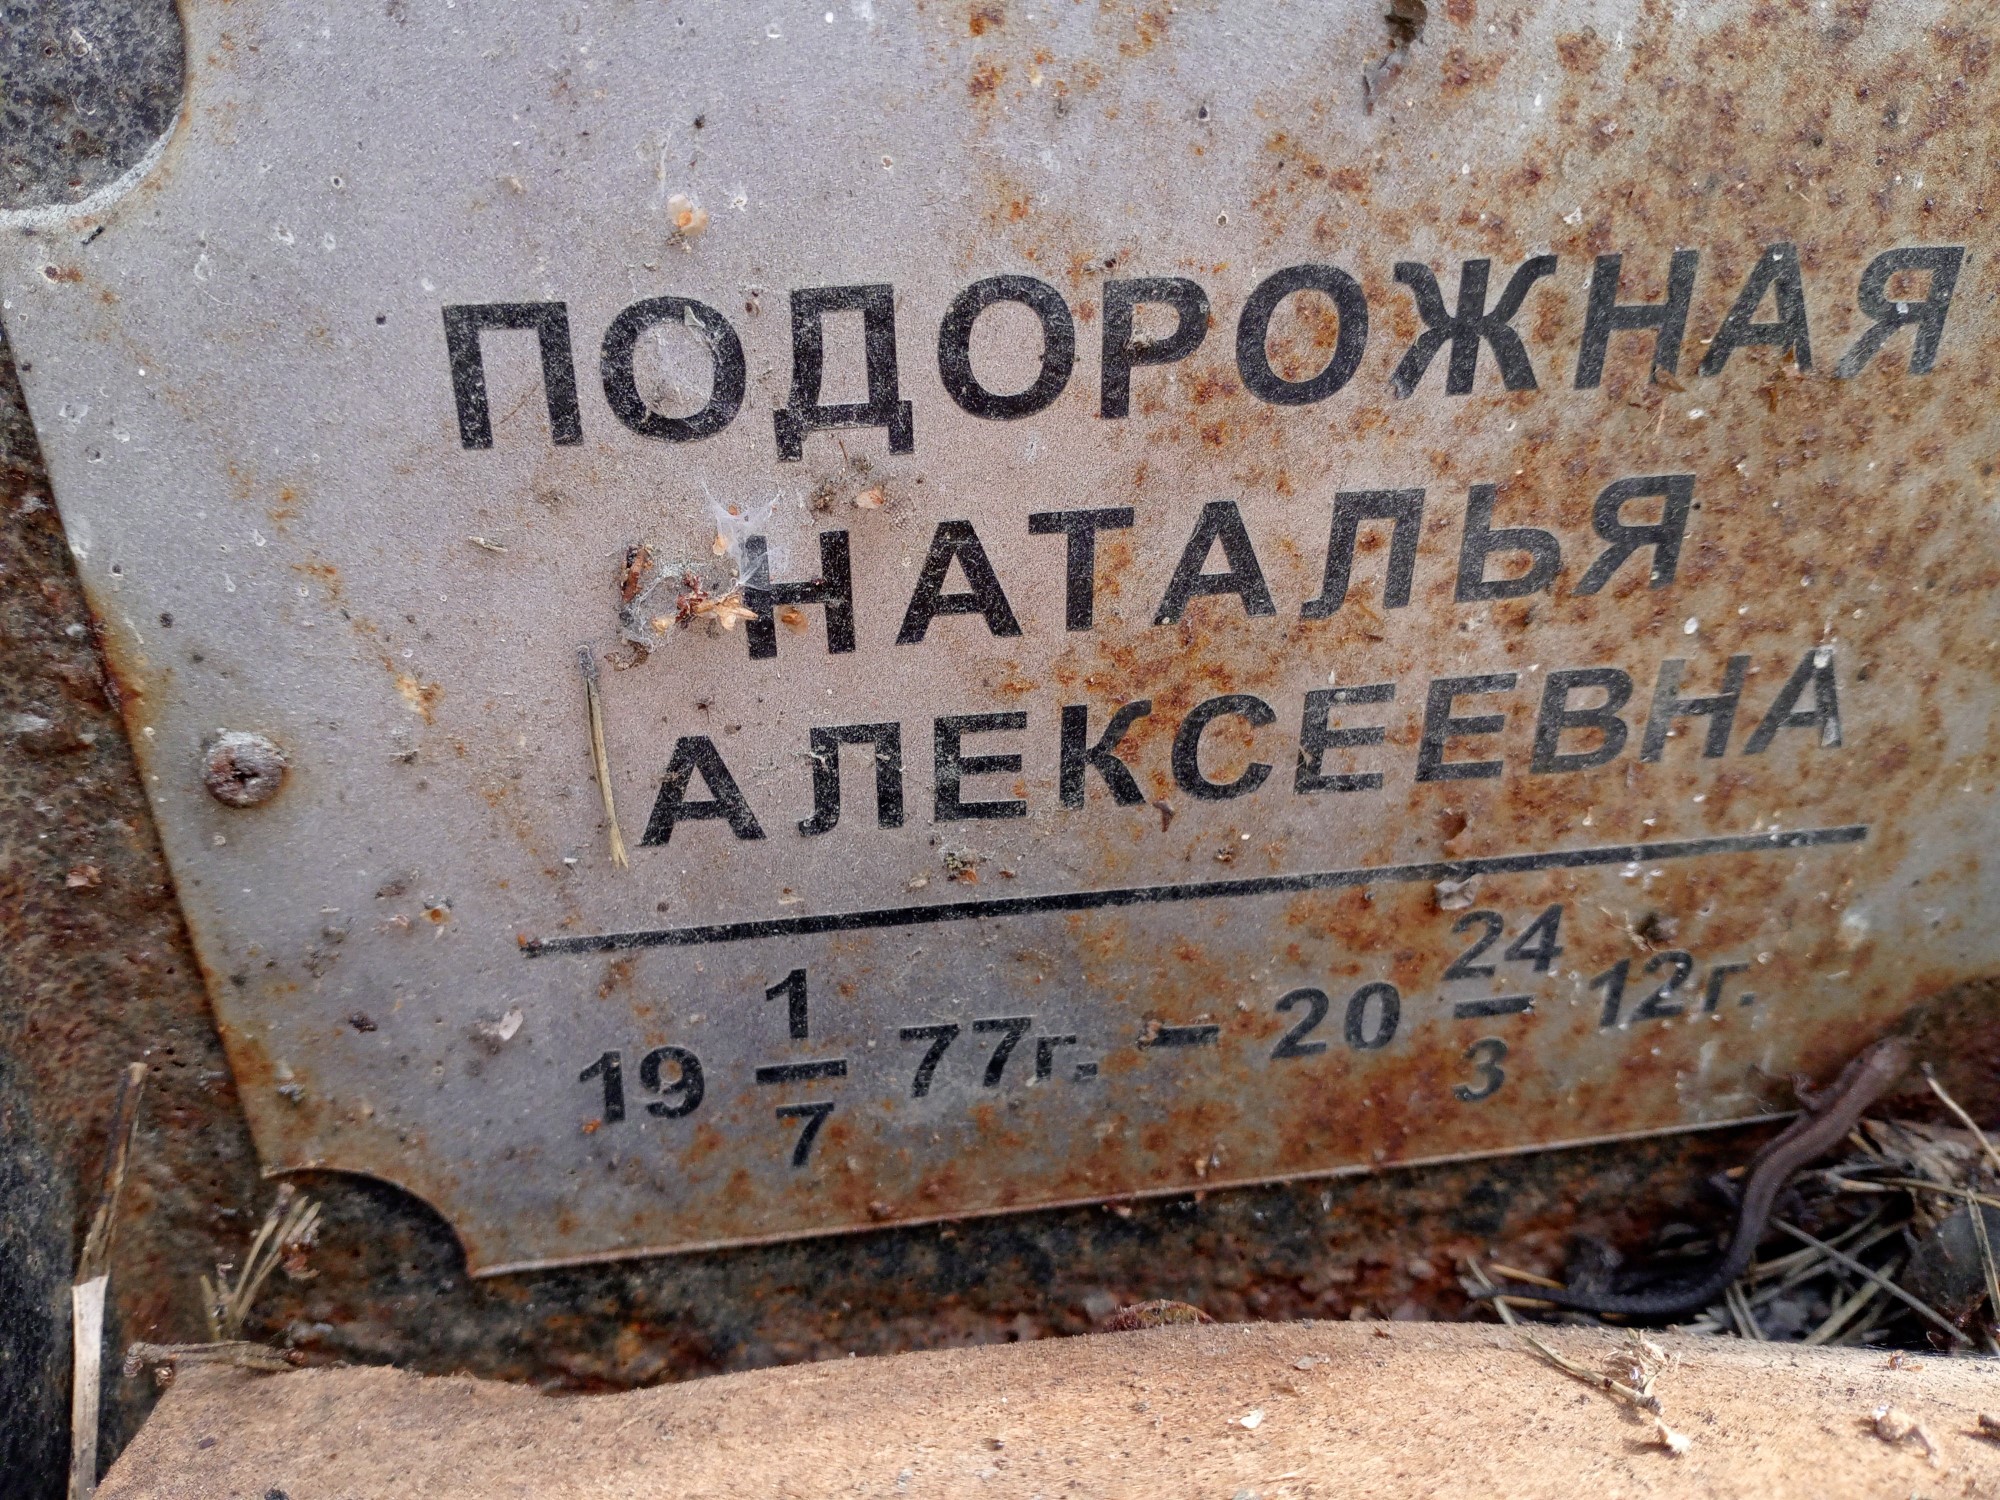 ПОДОРОЖНАЯ
НАТАЛЬЯ
АЛЕКСЕЕВНА
19 1/7 77г. – 20 24/3 12г.